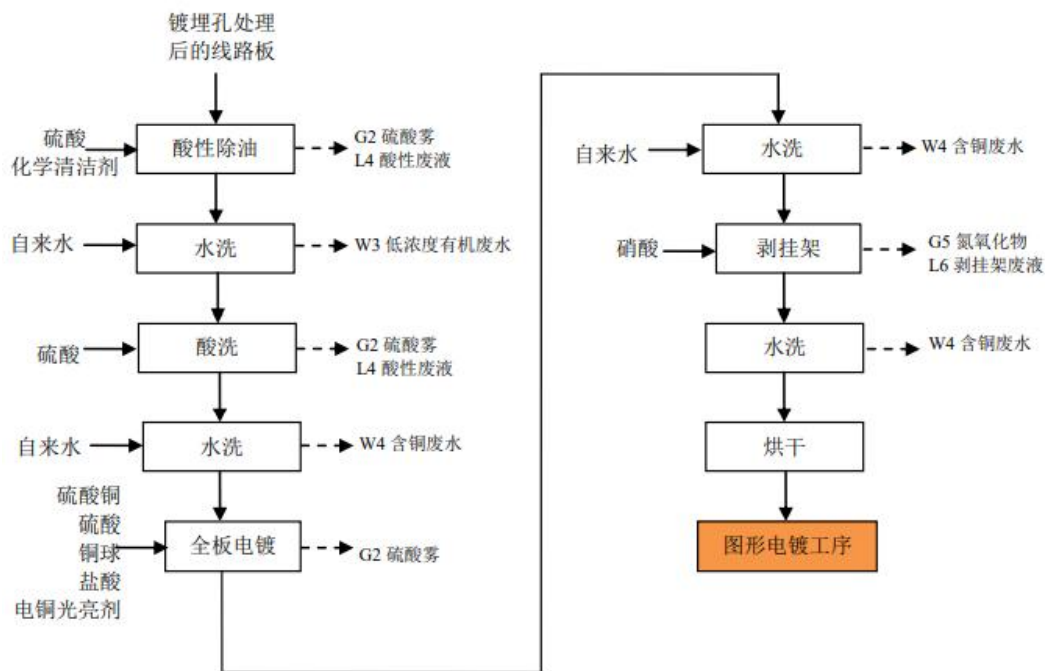 镀埋孔处理
后的线路板
硫酸
化学清洁剂
酸性除油
G2 硫酸雾
L4 酸性废液
自来水
水洗
W3 低浓度有机废水
硫酸
酸洗
G2 硫酸雾
L4 酸性废液
自来水
水洗
W4 含铜废水
硫酸铜
硫酸
铜球
盐酸
电铜光亮剂
全板电镀
G2 硫酸雾
自来水
水洗
W4 含铜废水
硝酸
剥挂架
G5 氮氧化物
L6 剥挂架废液
水洗
W4 含铜废水
烘干
图形电镀工序